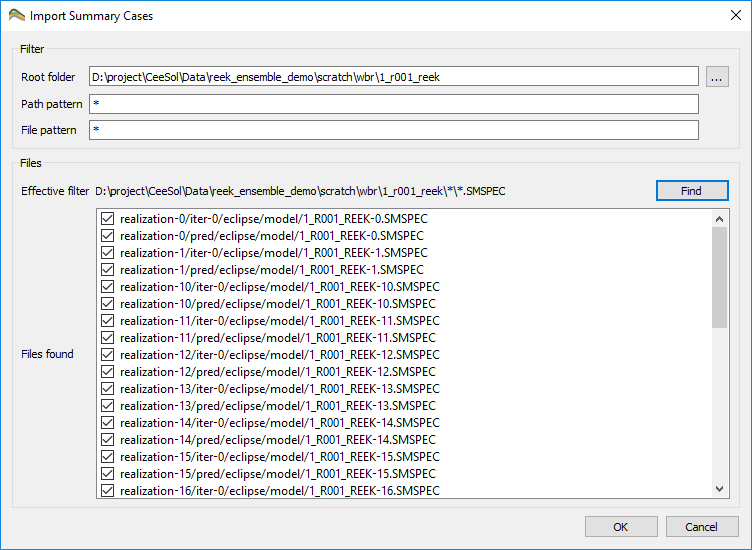 Import Summary Cases
Filter
Root folder D:\project\CeeSol\Data\reek_ensemble_demo\scratch\wbr\1_r001_reek ...
Path pattern *
File pattern *
Files
Effective filter D:\project\CeeSol\Data\reek_ensemble_demo\scratch\wbr\1_r001_reek\*\*.SMSPEC Find
realization-0/iter-0/eclipse/model/1_R001_REEK-0.SMSPEC
realization-0/pred/eclipse/model/1_R001_REEK-0.SMSPEC
realization-1/iter-0/eclipse/model/1_R001_REEK-1.SMSPEC
realization-1/pred/eclipse/model/1_R001_REEK-1.SMSPEC
realization-10/iter-0/eclipse/model/1_R001_REEK-10.SMSPEC
realization-10/pred/eclipse/model/1_R001_REEK-10.SMSPEC
realization-11/iter-0/eclipse/model/1_R001_REEK-11.SMSPEC
realization-11/pred/eclipse/model/1_R001_REEK-11.SMSPEC
Files found realization-12/iter-0/eclipse/model/1_R001_REEK-12.SMSPEC
realization-12/pred/eclipse/model/1_R001_REEK-12.SMSPEC
realization-13/iter-0/eclipse/model/1_R001_REEK-13.SMSPEC
realization-13/pred/eclipse/model/1_R001_REEK-13.SMSPEC
realization-14/iter-0/eclipse/model/1_R001_REEK-14.SMSPEC
realization-14/pred/eclipse/model/1_R001_REEK-14.SMSPEC
realization-15/iter-0/eclipse/model/1_R001_REEK-15.SMSPEC
realization-15/pred/eclipse/model/1_R001_REEK-15.SMSPEC
realization-16/iter-0/eclipse/model/1_R001_REEK-16.SMSPEC
OK Cancel